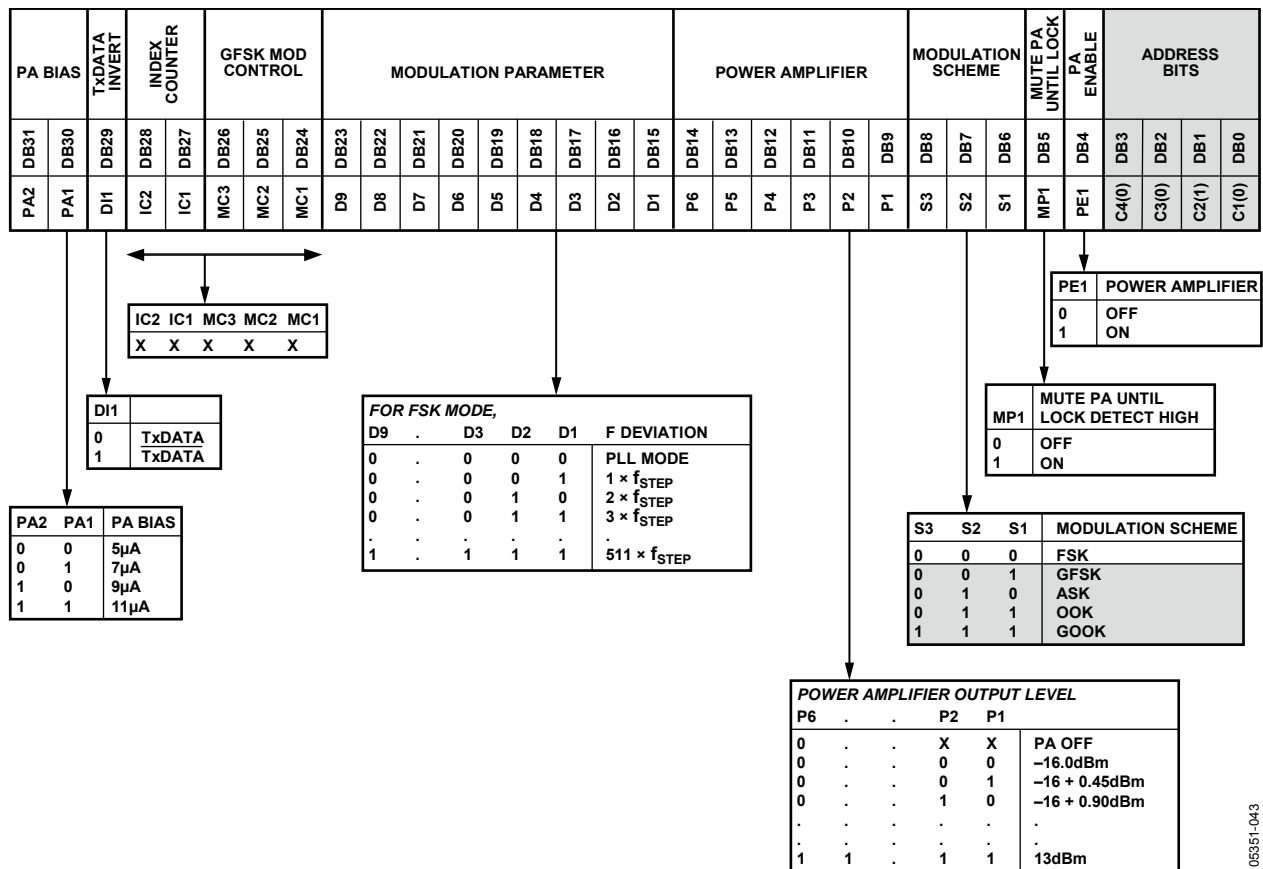 PA BIAS
TxDATA
INVERT
INDEX
COUNTER
GFSK MOD
CONTROL
MODULATION PARAMETER
POWER AMPLIFIER
MODULATION
SCHEME
MUTE PA
UNTIL LOCK
PA
ENABLE
ADDRESS
BITS
DB31 DB30 DB29 DB28 DB27 DB26 DB25 DB24 DB23 DB22 DB21 DB20 DB19 DB18 DB17 DB16 DB15 DB14 DB13 DB12 DB11 DB10 DB9 DB8 DB7 DB6 DB5 DB4 DB3 DB2 DB1 DB0
PA2 PA1 DI1 IC2 IC1 MC3 MC2 MC1 D9 D8 D7 D6 D5 D4 D3 D2 D1 P6 P5 P4 P3 P2 P1 S3 S2 S1 MP1 PE1 C4(0) C3(0) C2(1) C1(0)
PE1 POWER AMPLIFIER
0 OFF
1 ON
IC2 IC1 MC3 MC2 MC1
X X X X X
MP1 MUTE PA UNTIL
LOCK DETECT HIGH
0 OFF
1 ON
DI1
0 TxDATA
1 TxDATA
FOR FSK MODE,
D9 . D3 D2 D1 F DEVIATION
0 . 0 0 0 PLL MODE
0 . 0 0 1 1 × fSTEP
0 . 0 1 0 2 × fSTEP
0 . 0 1 1 3 × fSTEP
. . . . . .
1 . 1 1 1 511 × fSTEP
PA2 PA1 PA BIAS
0 0 5µA
0 1 7µA
1 0 9µA
1 1 11µA
S3 S2 S1 MODULATION SCHEME
0 0 0 FSK
0 0 1 GFSK
0 1 0 ASK
0 1 1 OOK
1 1 1 GOOK
POWER AMPLIFIER OUTPUT LEVEL
P6 . . P2 P1
0 . . X X PA OFF
0 . . 0 0 –16.0dBm
0 . . 0 1 –16 + 0.45dBm
0 . . 1 0 –16 + 0.90dBm
. . . . . .
. . . . . .
1 1 . 1 1 13dBm
05351-043